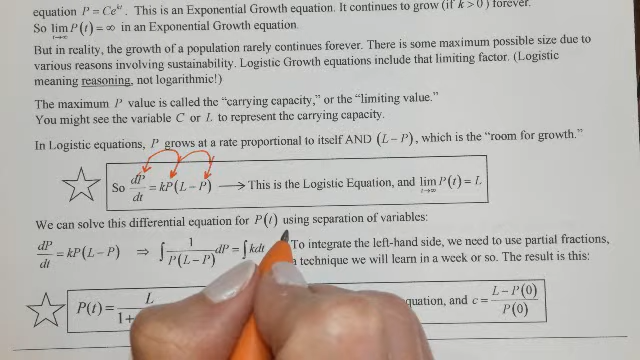 equation P = Ce^{kt}. This is an Exponential Growth equation. It continues to grow (if k > 0) forever.
So lim_{t→∞} P(t) = ∞ in an Exponential Growth equation.
But in reality, the growth of a population rarely continues forever. There is some maximum possible size due to
various reasons involving sustainability. Logistic Growth equations include that limiting factor. (Logistic
meaning reasoning, not logarithmic!)
The maximum P value is called the “carrying capacity,” or the “limiting value.”
You might see the variable C or L to represent the carrying capacity.
In Logistic equations, P grows at a rate proportional to itself AND (L−P), which is the “room for growth.”
So dP/dt = kP(L−P) ⟶ This is the Logistic Equation, and lim_{t→∞} P(t) = L
We can solve this differential equation for P(t) using separation of variables:
dP/dt = kP(L−P) ⇒ ∫ 1/(P(L−P)) dP = ∫ kdt To integrate the left-hand side, we need to use partial fractions,
a technique we will learn in a week or so. The result is this:
P(t) = L/1+ equation, and c = (L−P(0))/P(0)